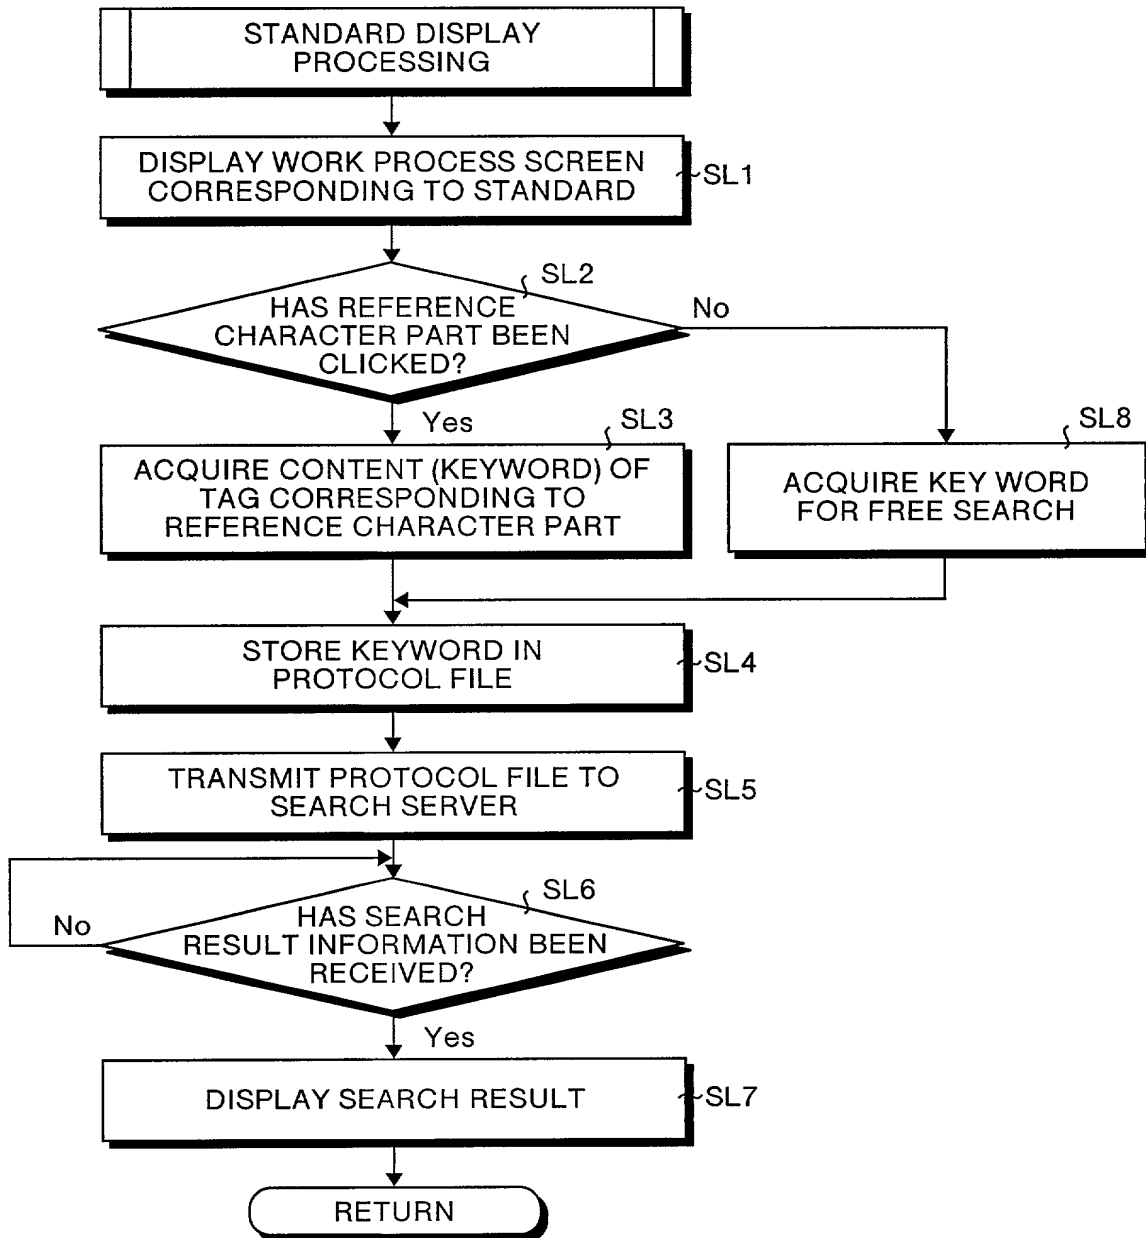 STANDARD DISPLAY
PROCESSING
DISPLAY WORK PROCESS SCREEN
CORRESPONDING TO STANDARD
SL1
SL2
HAS REFERENCE
CHARACTER PART BEEN
CLICKED?
No
Yes
SL3
ACQUIRE CONTENT (KEYWORD) OF
TAG CORRESPONDING TO
REFERENCE CHARACTER PART
SL8
ACQUIRE KEY WORD
FOR FREE SEARCH
STORE KEYWORD IN
PROTOCOL FILE
SL4
TRANSMIT PROTOCOL FILE TO
SEARCH SERVER
SL5
SL6
HAS SEARCH
RESULT INFORMATION BEEN
RECEIVED?
No
Yes
DISPLAY SEARCH RESULT
SL7
RETURN